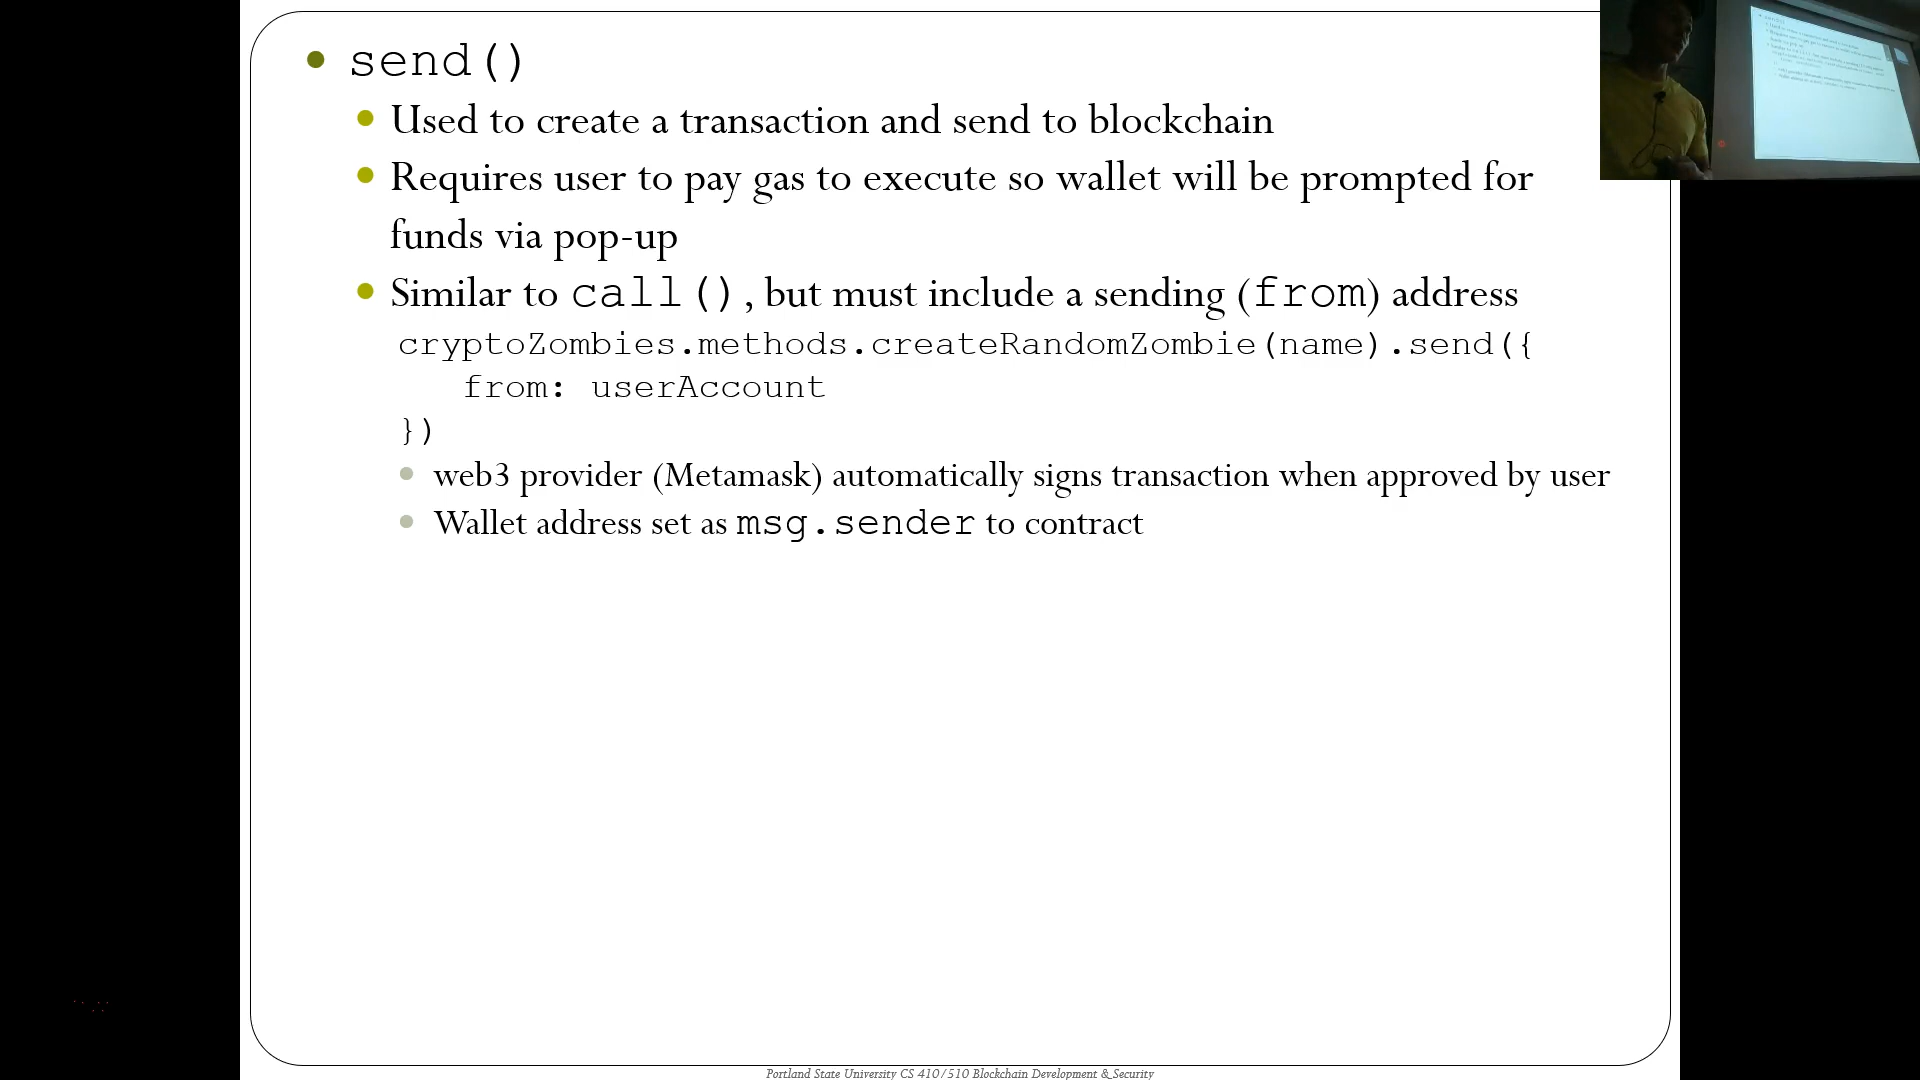 send()
Used to create a transaction and send to blockchain
Requires user to pay gas to execute so wallet will be prompted for
funds via pop-up
Similar to call(), but must include a sending (from) address
cryptoZombies.methods.createRandomZombie(name).send({
from: userAccount
})
web3 provider (Metamask) automatically signs transaction when approved by user
Wallet address set as msg.sender to contract
Portland State University CS 410/510 Blockchain Development & Security